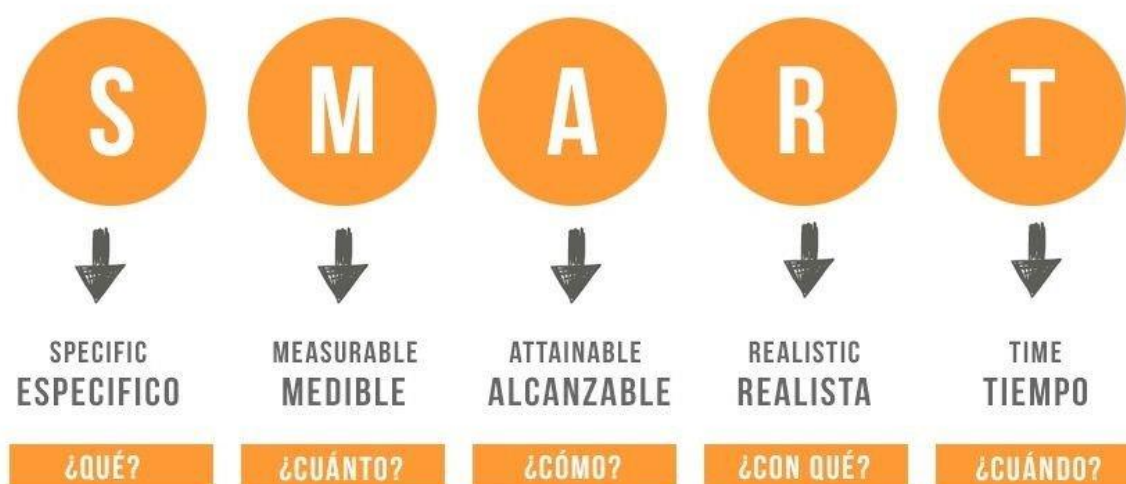 S M A R T
SPECIFIC MEASURABLE ATTAINABLE REALISTIC TIME
ESPECIFICO MEDIBLE ALCANZABLE REALISTA TIEMPO
¿QUÉ? ¿CUÁNTO? ¿CÓMO? ¿CON QUÉ? ¿CUÁNDO?